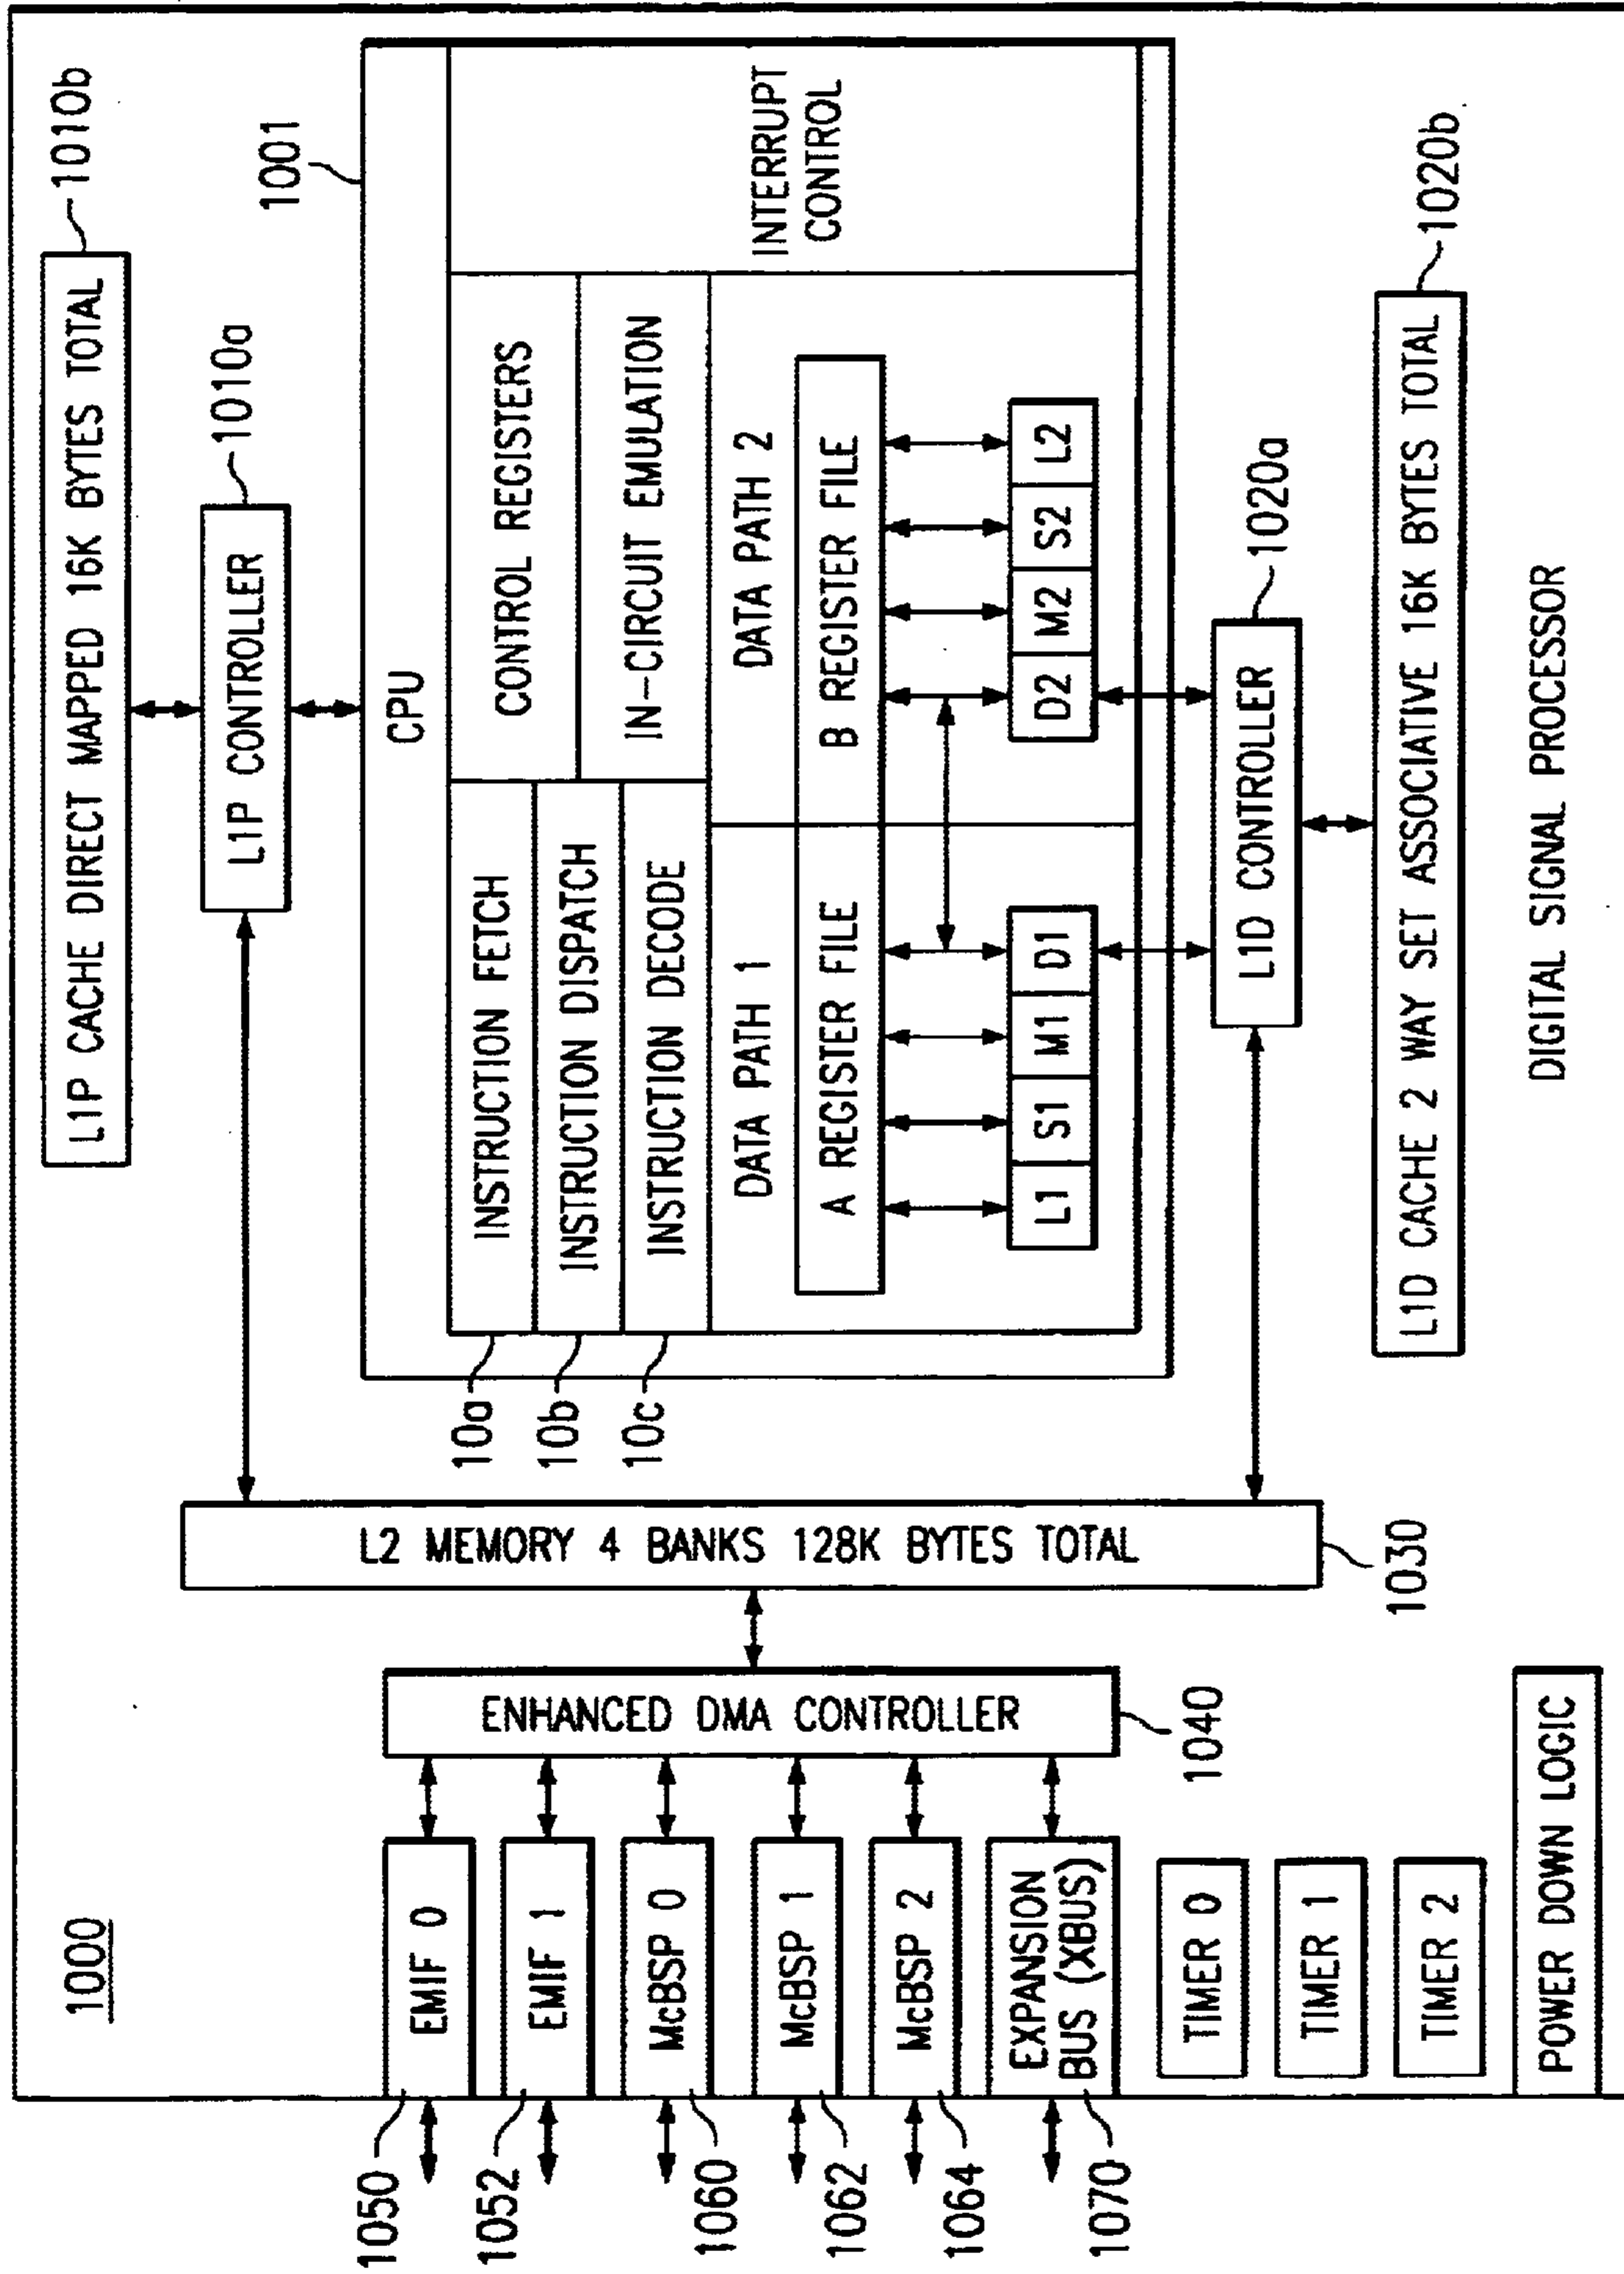 1000
L1P CACHE DIRECT MAPPED 16K BYTES TOTAL
1010b
L1P CONTROLLER
1010a
1001
CPU
INSTRUCTION FETCH
INSTRUCTION DISPATCH
INSTRUCTION DECODE
10a
10b
10c
CONTROL REGISTERS
IN-CIRCUIT EMULATION
INTERRUPT
CONTROL
DATA PATH 1
DATA PATH 2
A REGISTER FILE
B REGISTER FILE
L1
S1
M1
D1
D2
M2
S2
L2
L1D CONTROLLER
1020a
L1D CACHE 2 WAY SET ASSOCIATIVE 16K BYTES TOTAL
1020b
L2 MEMORY 4 BANKS 128K BYTES TOTAL
1030
ENHANCED DMA CONTROLLER
1040
1050
EMIF 0
1052
EMIF 1
1060
McBSP 0
1062
McBSP 1
1064
McBSP 2
1070
EXPANSION
BUS (XBUS)
TIMER 0
TIMER 1
TIMER 2
POWER DOWN LOGIC
DIGITAL SIGNAL PROCESSOR